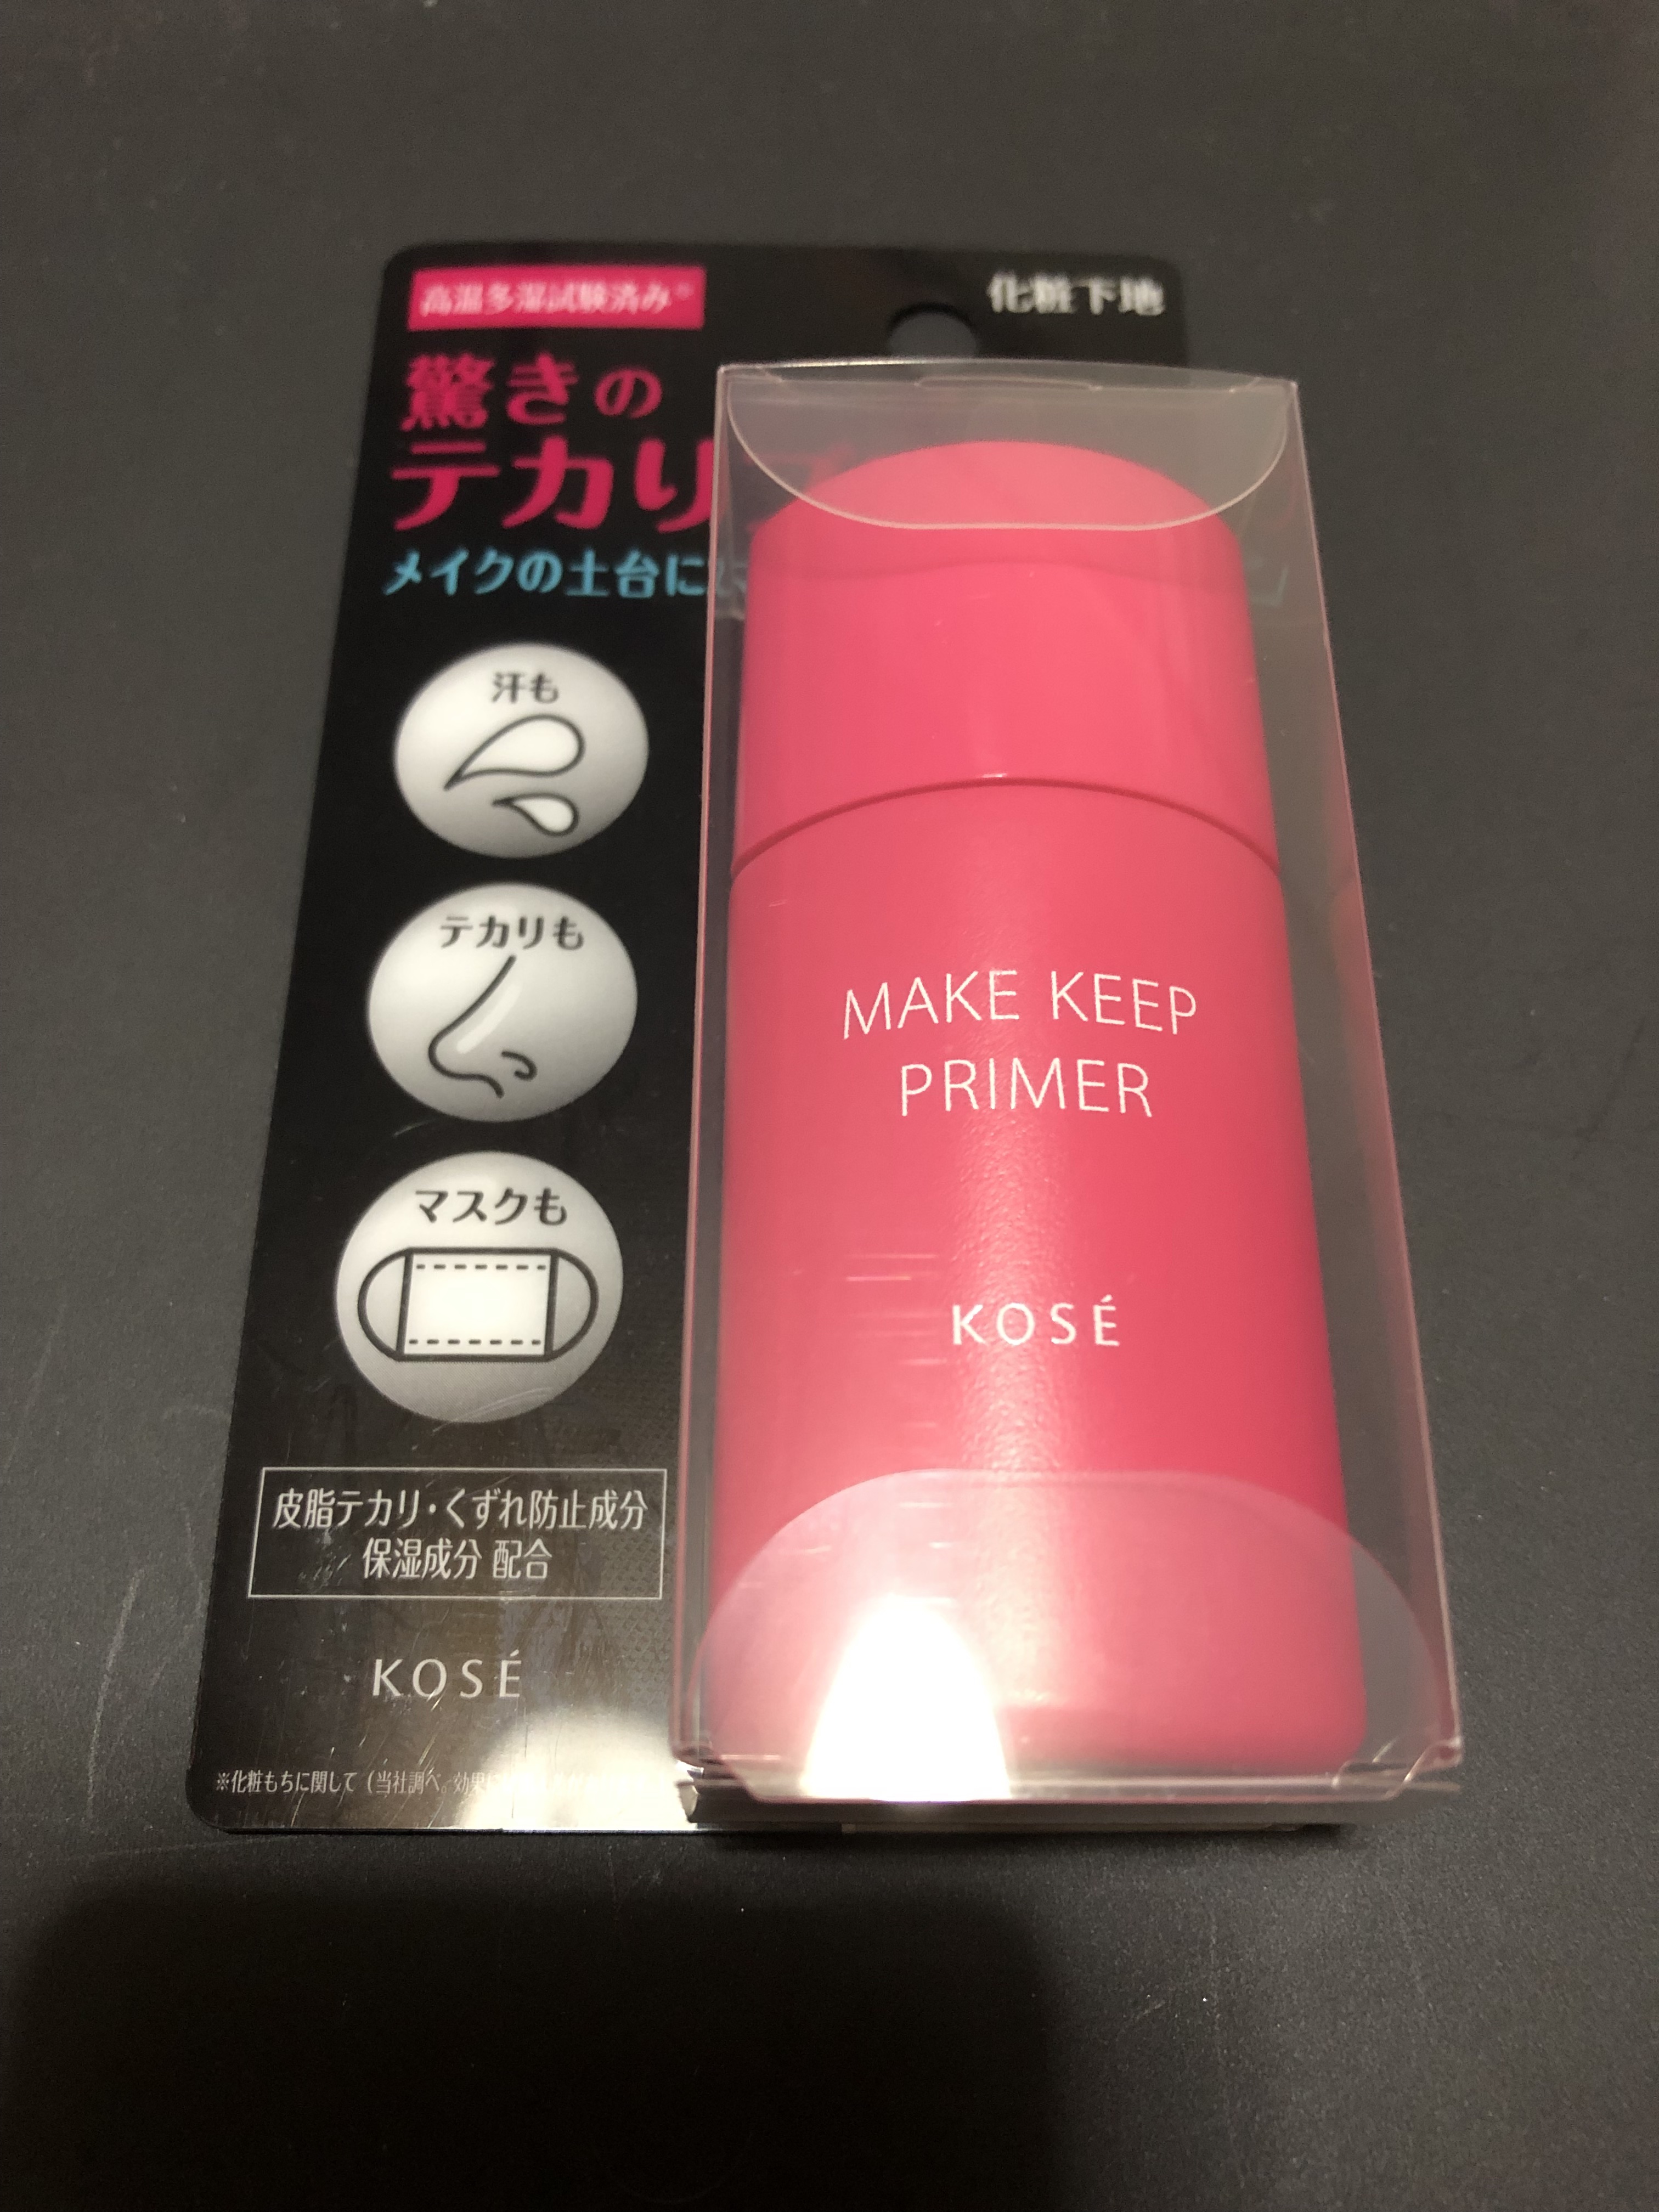 高温多湿試験済み※
化粧下地
驚きの
テカリ
メイクの土台に
汗も
テカリも
マスクも
MAKE KEEP
PRIMER
KOSÉ
皮脂テカリ・くずれ防止成分
保湿成分 配合
KOSÉ
※化粧もちに関して（当社調べ。効果